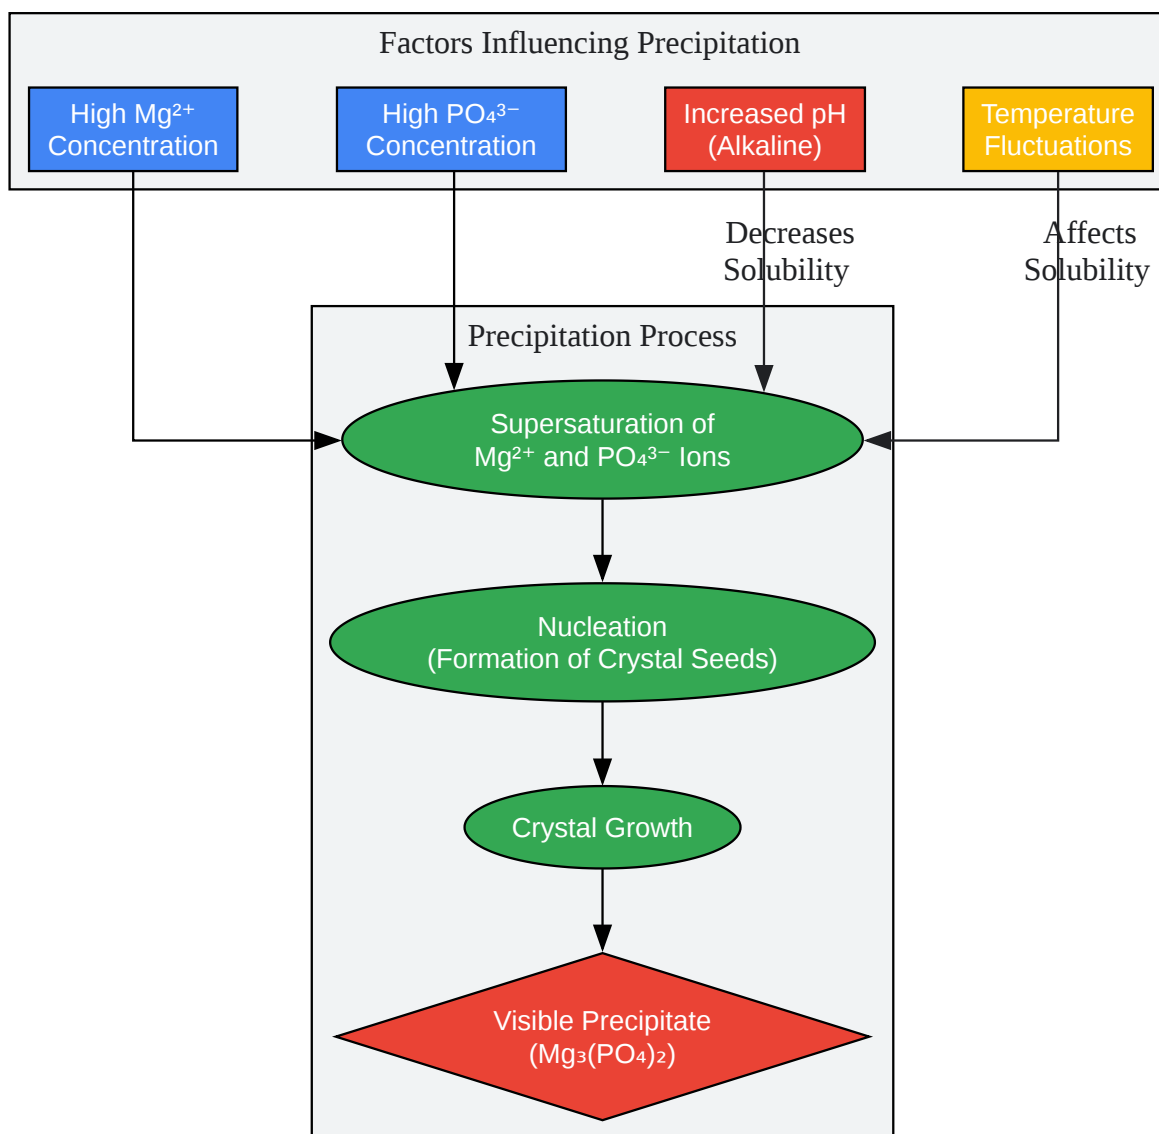 Factors Influencing Precipitation
High Mg²⁺
Concentration
High PO₄³⁻
Concentration
Increased pH
(Alkaline)
Temperature
Fluctuations
Decreases
Solubility
Affects
Solubility
Precipitation Process
Supersaturation of
Mg²⁺ and PO₄³⁻ Ions
Nucleation
(Formation of Crystal Seeds)
Crystal Growth
Visible Precipitate
(Mg₃(PO₄)₂)